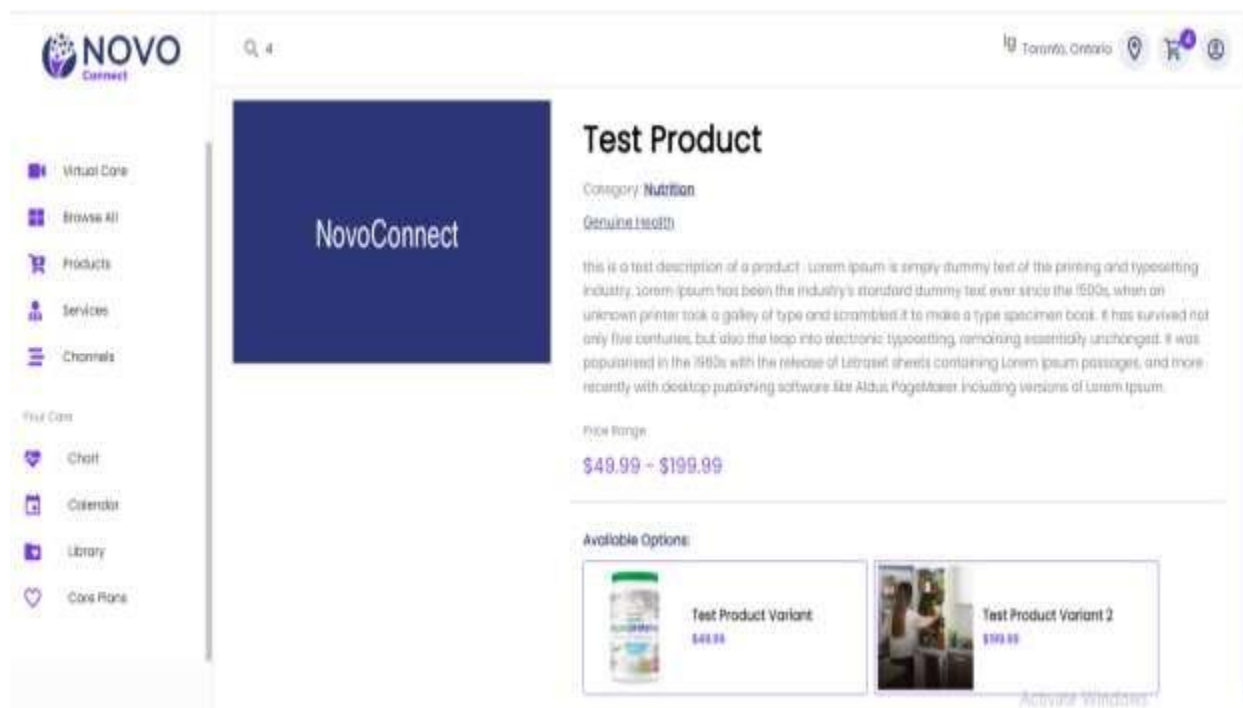 NOVO
Connect
4
Toronto, Ontario
4
Virtual Care
Browse All
Products
Services
Channels
Your Care
Chart
Calendar
Library
Care Plans
NovoConnect
Test Product
Category: Nutrition
Genuine Health
this is a test description of a product . Lorem Ipsum is simply dummy text of the printing and typesetting
industry. Lorem Ipsum has been the industry's standard dummy text ever since the 1500s, when an
unknown printer took a galley of type and scrambled it to make a type specimen book. It has survived not
only five centuries, but also the leap into electronic typesetting, remaining essentially unchanged. It was
popularised in the 1960s with the release of Letraset sheets containing Lorem Ipsum passages, and more
recently with desktop publishing software like Aldus PageMaker including versions of Lorem Ipsum.
Price Range
$49.99 - $199.99
Available Options:
Test Product Variant
$49.99
Test Product Variant 2
$199.99
Activate Windows